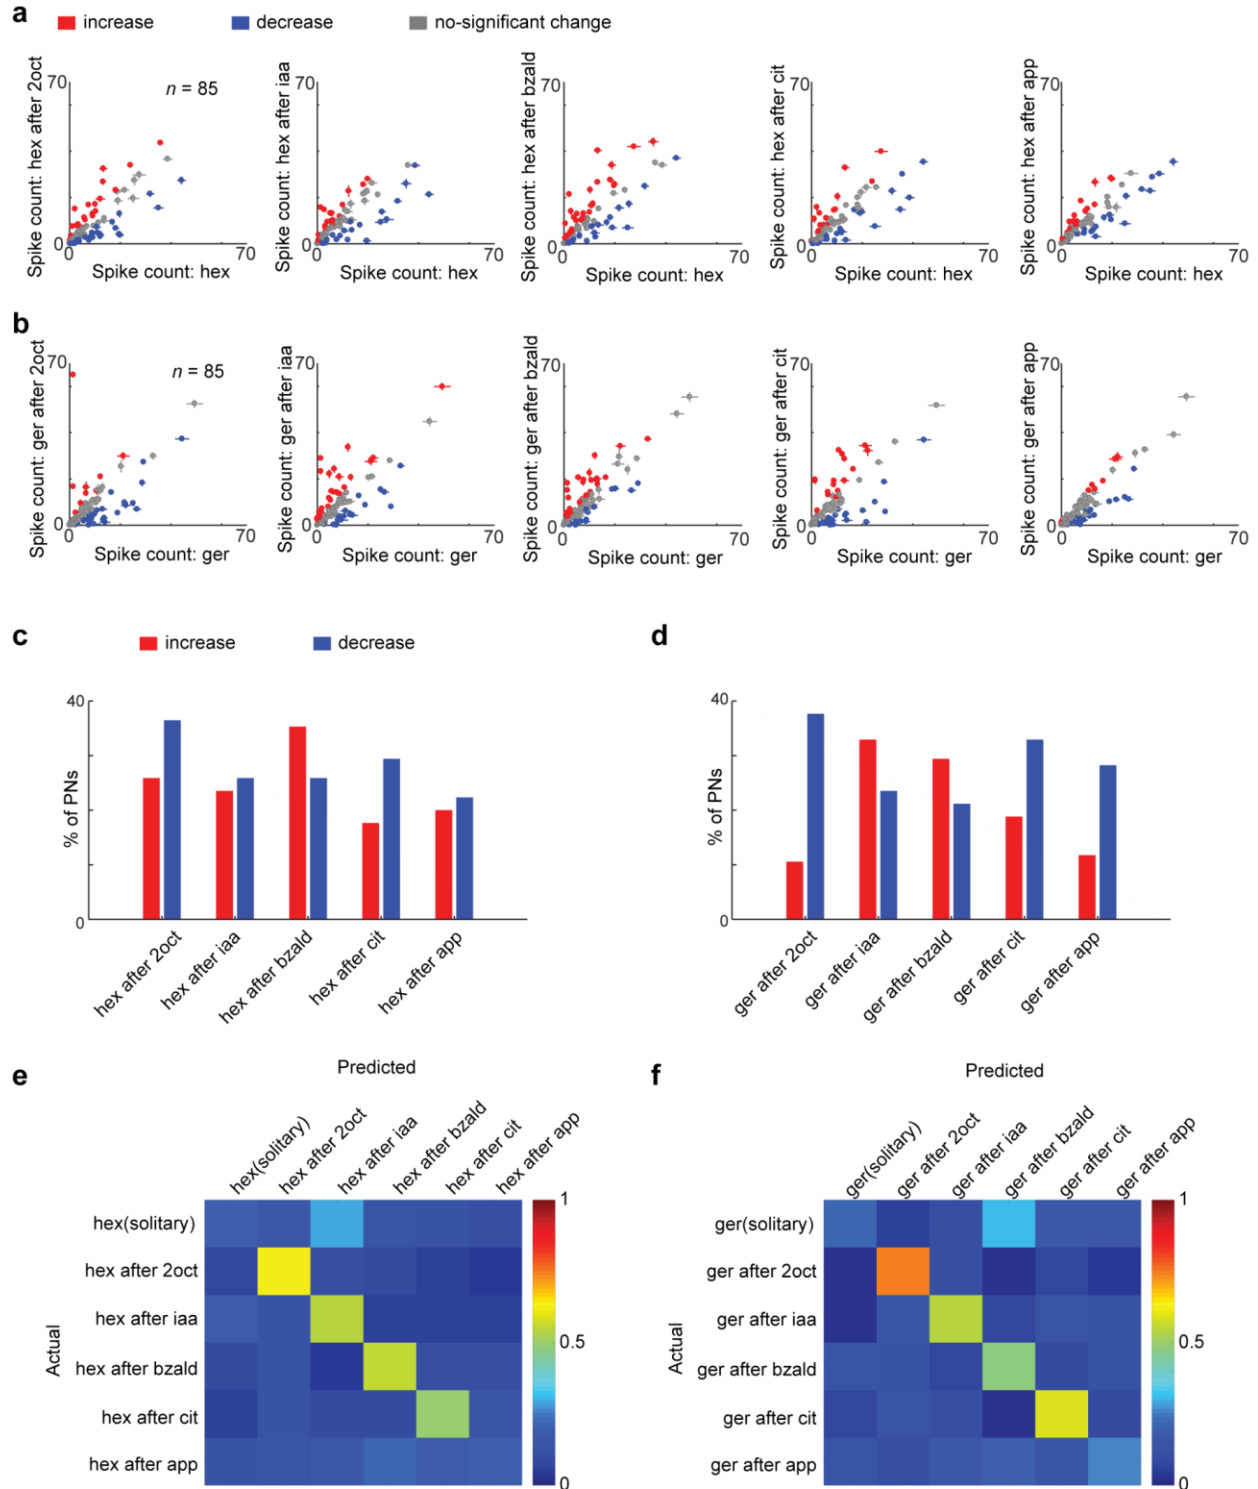 a
increase
decrease
no-significant change
70
Spike count: hex after 2oct
n = 85
0
0
70
Spike count: hex
70
Spike count: hex after iaa
0
0
70
Spike count: hex
70
Spike count: hex after bzald
0
0
70
Spike count: hex
70
Spike count: hex after cit
0
0
70
Spike count: hex
70
Spike count: hex after app
0
0
70
Spike count: hex
b
70
Spike count: ger after 2oct
n = 85
0
0
70
Spike count: ger
70
Spike count: ger after iaa
0
0
70
Spike count: ger
70
Spike count: ger after bzald
0
0
70
Spike count: ger
70
Spike count: ger after cit
0
0
70
Spike count: ger
70
Spike count: ger after app
0
0
70
Spike count: ger
c
increase
decrease
40
% of PNs
0
hex after 2oct
hex after iaa
hex after bzald
hex after cit
hex after app
d
40
% of PNs
0
ger after 2oct
ger after iaa
ger after bzald
ger after cit
ger after app
e
Predicted
hex(solitary)
hex after 2oct
hex after iaa
hex after bzald
hex after cit
hex after app
Actual
hex(solitary)
hex after 2oct
hex after iaa
hex after bzald
hex after cit
hex after app
1
0.5
0
f
Predicted
ger(solitary)
ger after 2oct
ger after iaa
ger after bzald
ger after cit
ger after app
Actual
ger(solitary)
ger after 2oct
ger after iaa
ger after bzald
ger after cit
ger after app
1
0.5
0